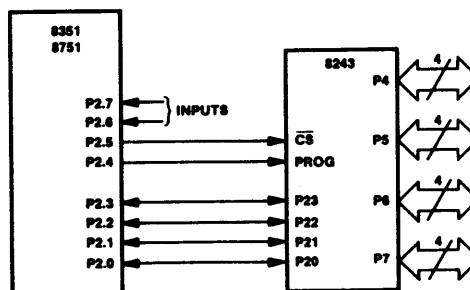 8351
8751
P2.7
P2.6
INPUTS
P2.5
P2.4
P2.3
P2.2
P2.1
P2.0
8243
CS
PROG
P23
P22
P21
P20
P4
4
P5
4
P6
4
P7
4